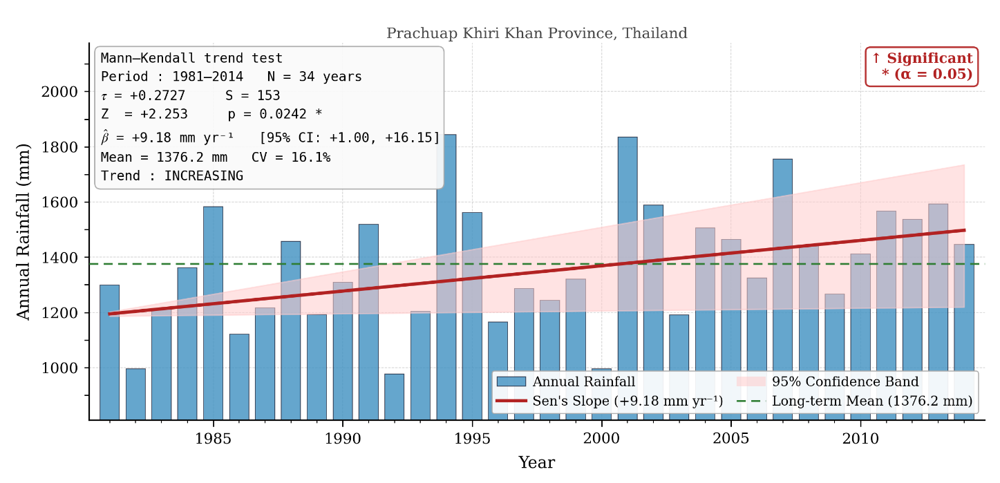 Prachuap Khiri Khan Province, Thailand
Mann–Kendall trend test
Period : 1981–2014   N = 34 years
τ = +0.2727     S = 153
Z  = +2.253     p = 0.0242 *
β̂ = +9.18 mm yr⁻¹   [95% CI: +1.00, +16.15]
Mean = 1376.2 mm   CV = 16.1%
Trend : INCREASING
↑ Significant
* (α = 0.05)
Annual Rainfall (mm)
2000
1800
1600
1400
1200
1000
Annual Rainfall
Sen's Slope (+9.18 mm yr⁻¹)
95% Confidence Band
Long-term Mean (1376.2 mm)
1985 1990 1995 2000 2005 2010
Year